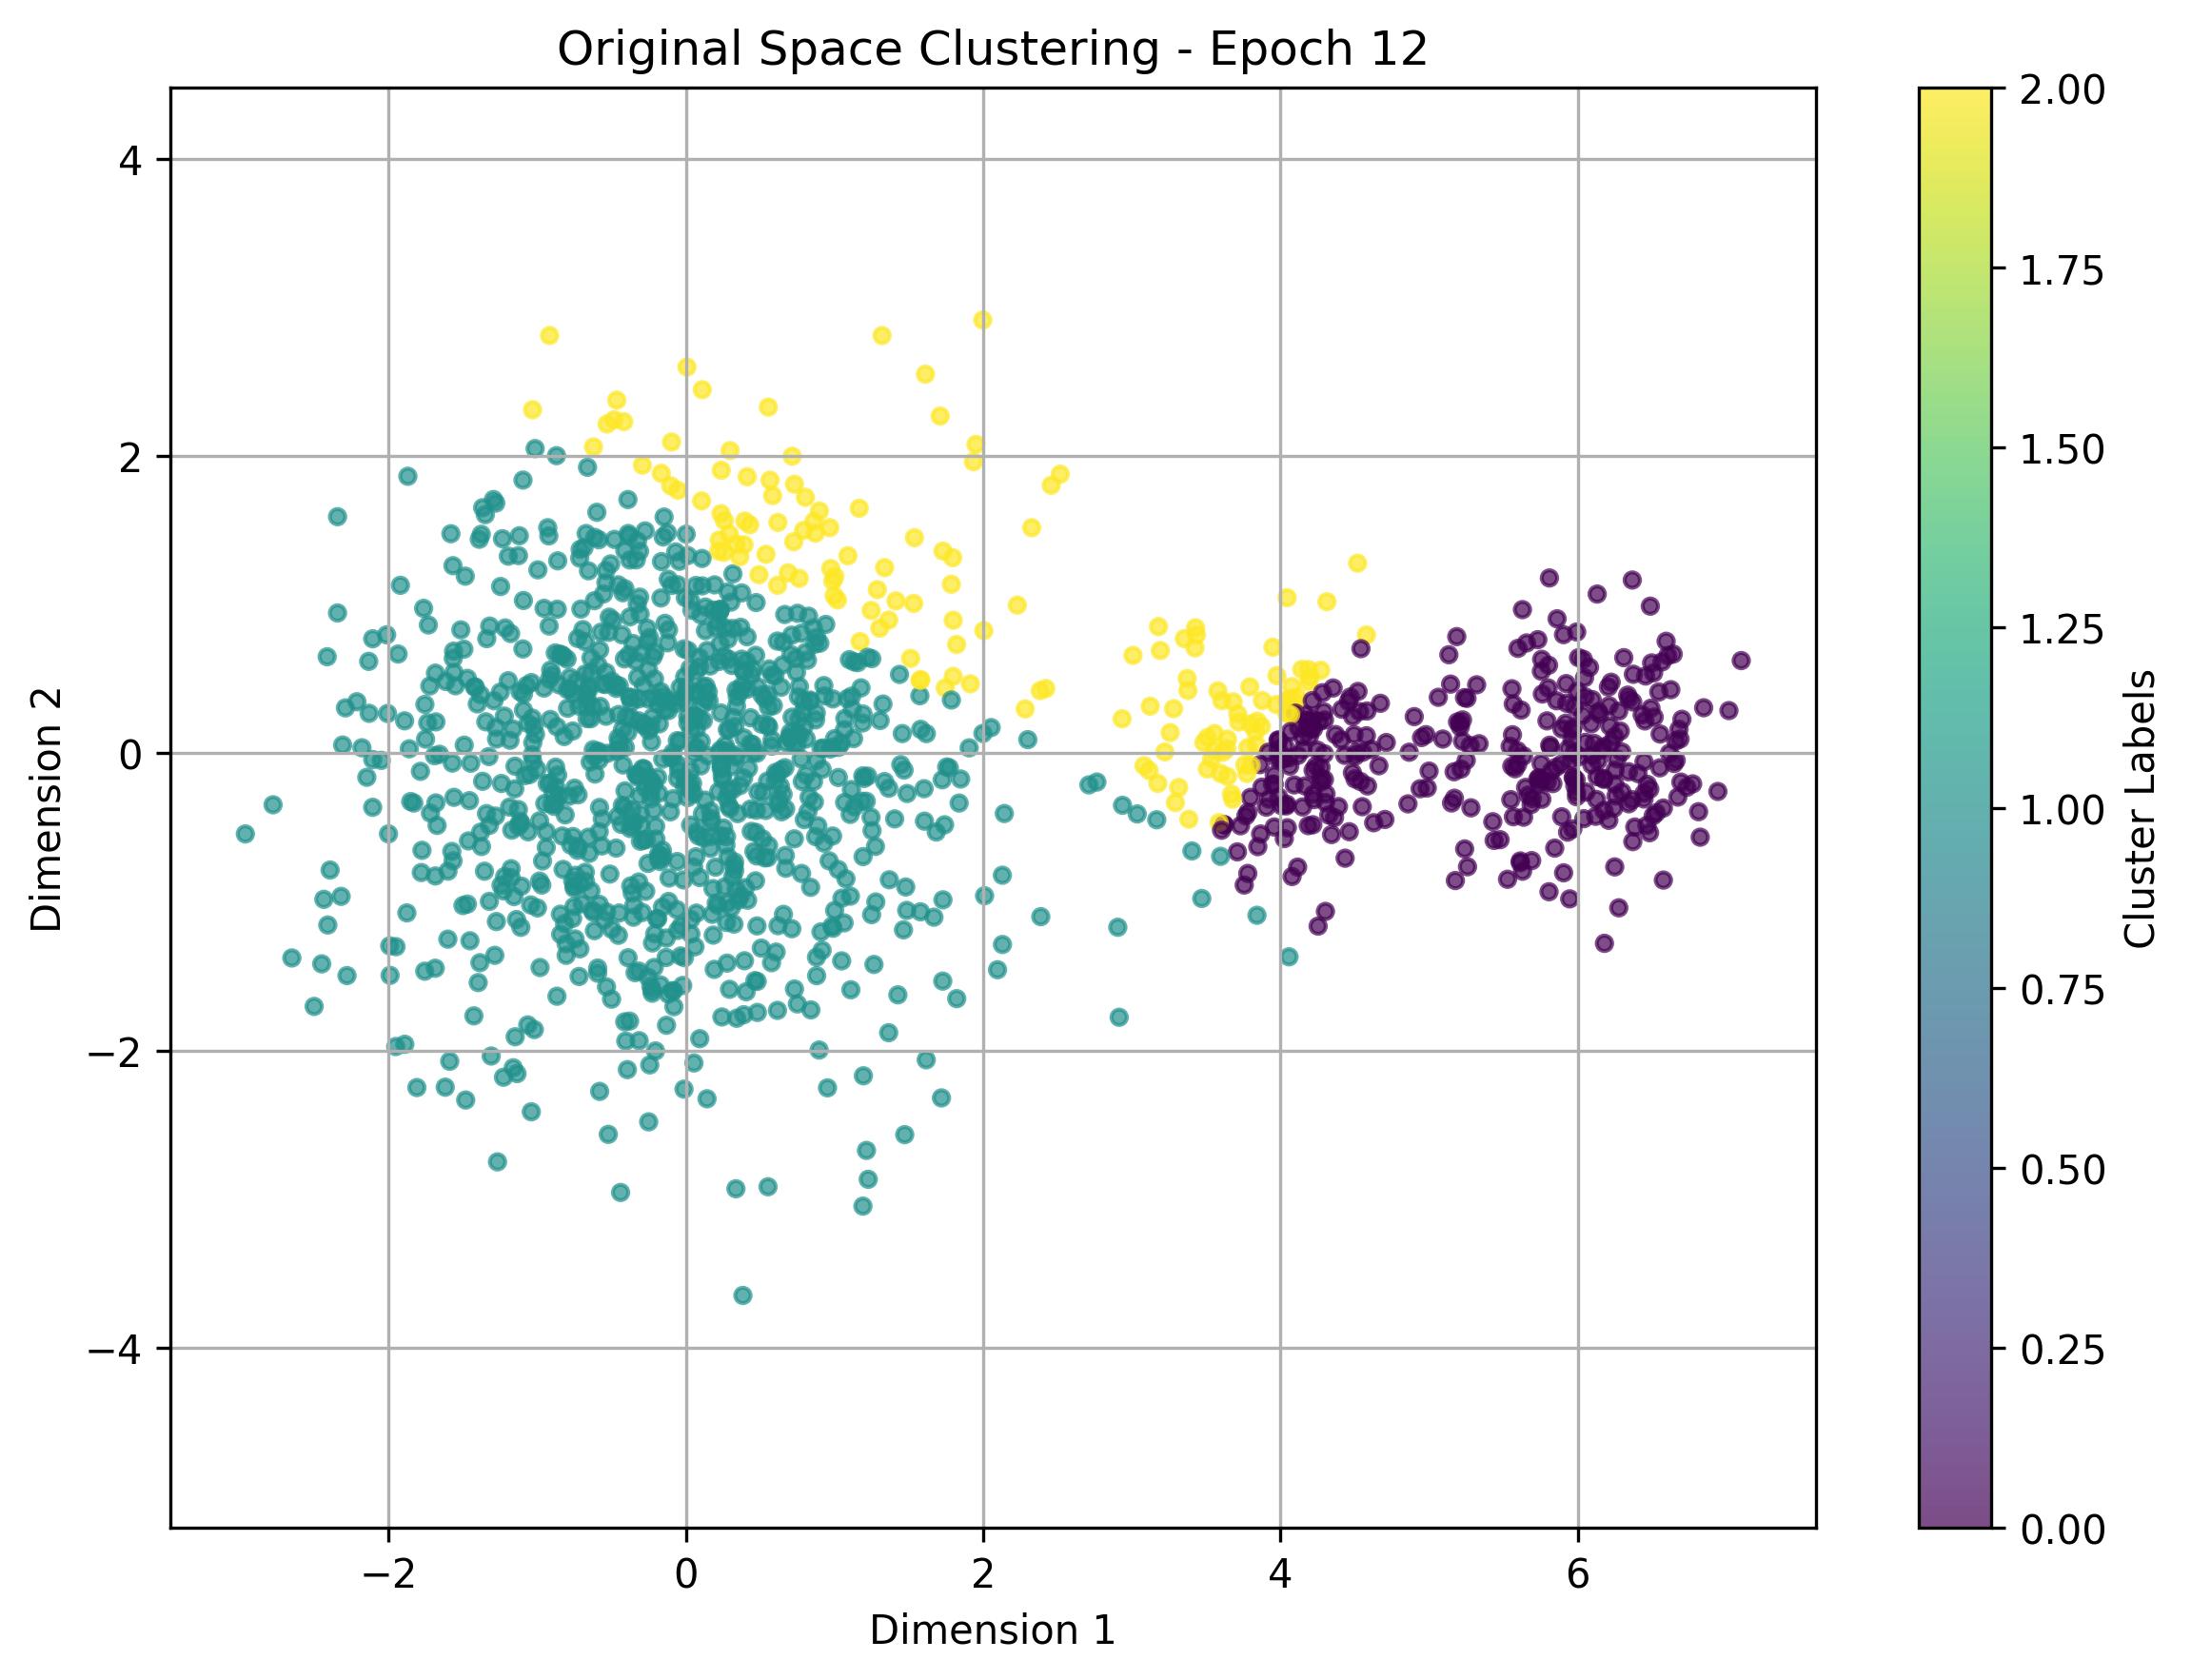 Original Space Clustering - Epoch 12
4
2
0
−2
−4
Dimension 2
−2 0 2 4 6
Dimension 1
2.00
1.75
1.50
1.25
1.00
0.75
0.50
0.25
0.00
Cluster Labels